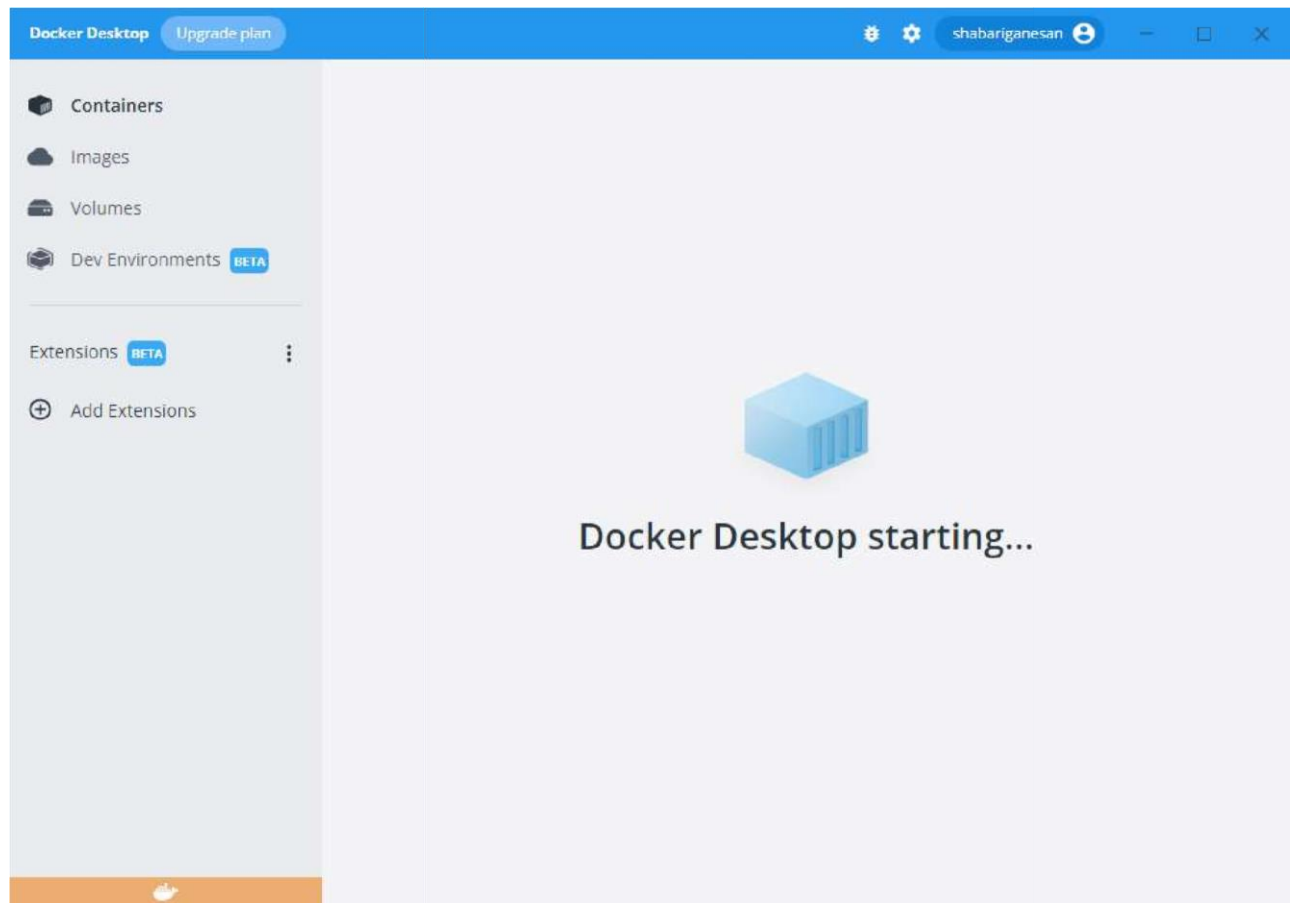 Docker Desktop Upgrade plan shabariganesan
Containers
Images
Volumes
Dev Environments BETA
Extensions BETA
Add Extensions
Docker Desktop starting...